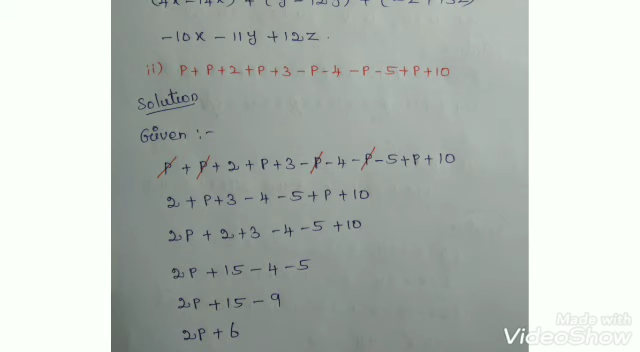 -10x - 11y + 12z.
ii) P + P + 2 + P + 3 - P - 4 - P - 5 + P + 10
Solution
Given :-
P + P + 2 + P + 3 - P - 4 - P - 5 + P + 10
2 + P + 3 - 4 - 5 + P + 10
2P + 2 + 3 - 4 - 5 + 10
2P + 15 - 4 - 5
2P + 15 - 9
2P + 6
Made with
VideoShow